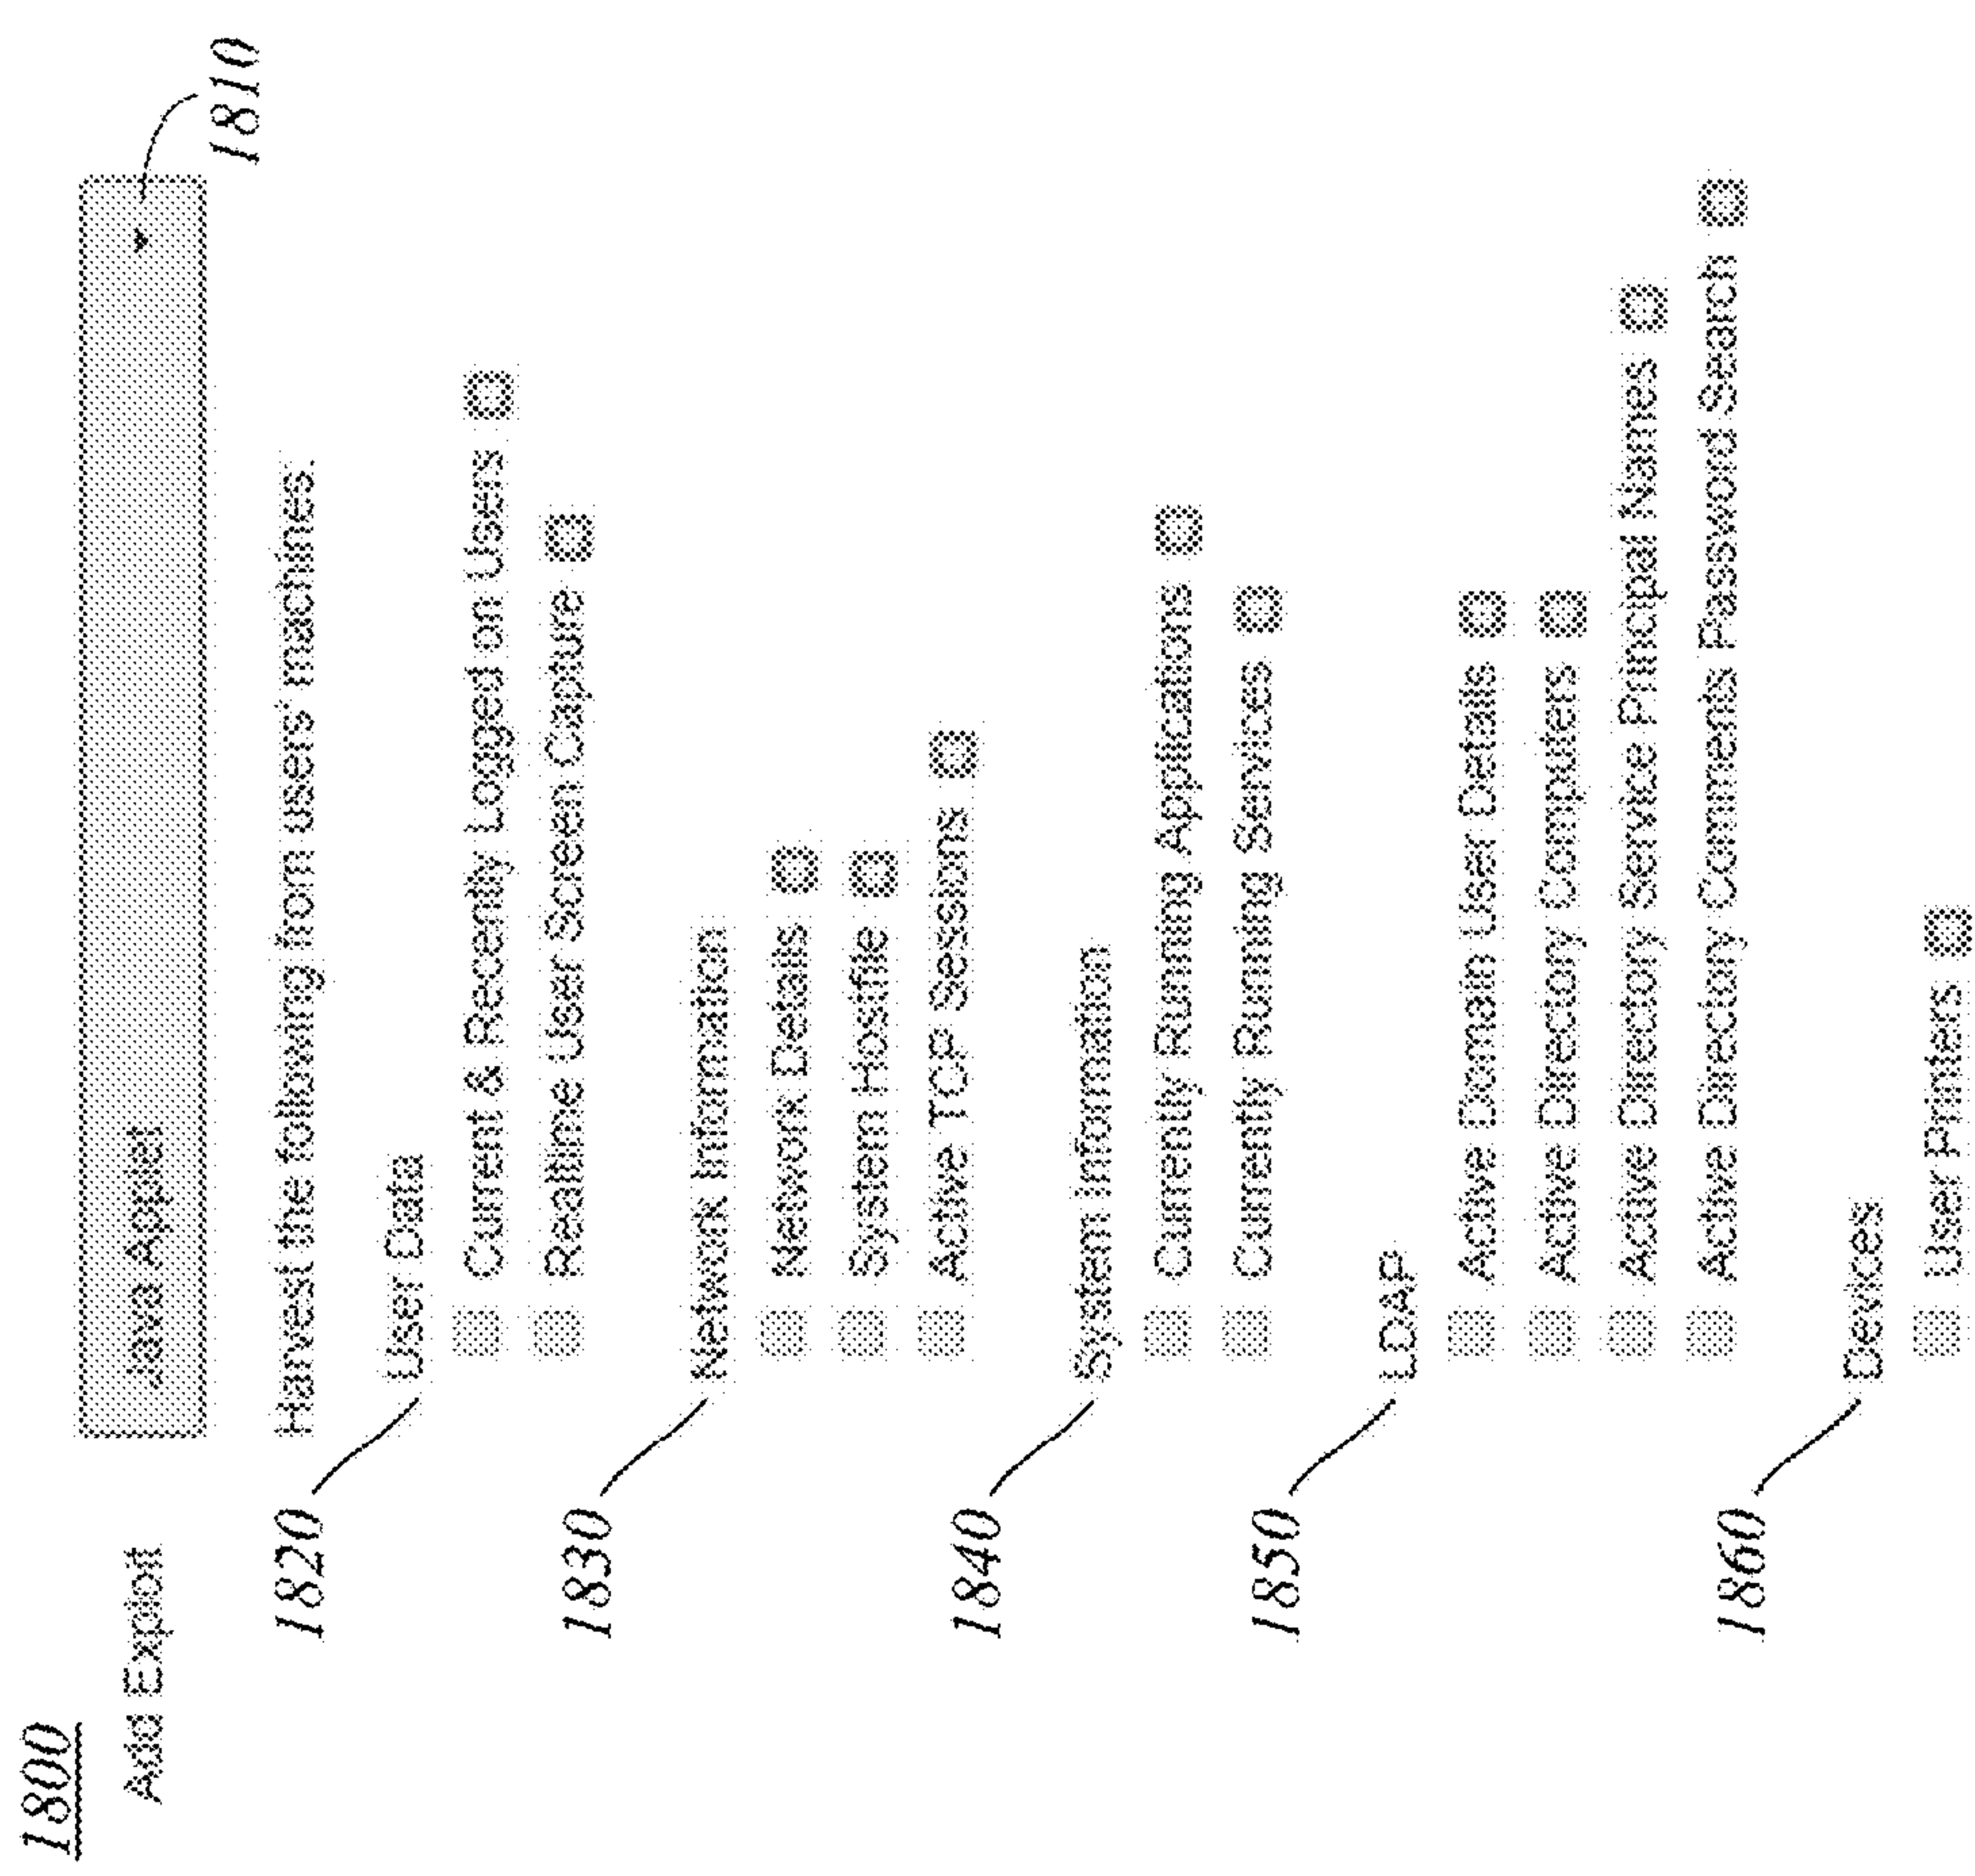 1800
Add Exploit
Java Applet
1810
Harvest the following from users' machines.
1820
User Data
Current & Recently Logged on Users
Realtime User Screen Capture
1830
Network Information
Network Details
System Hostfile
Active TCP Sessions
1840
System Information
Currently Running Applications
Currently Running Services
1850
LDAP
Active Domain User Details
Active Directory Computers
Active Directory Service Principal Names
Active Directory Comments Password Search
1860
Devices
User Printers